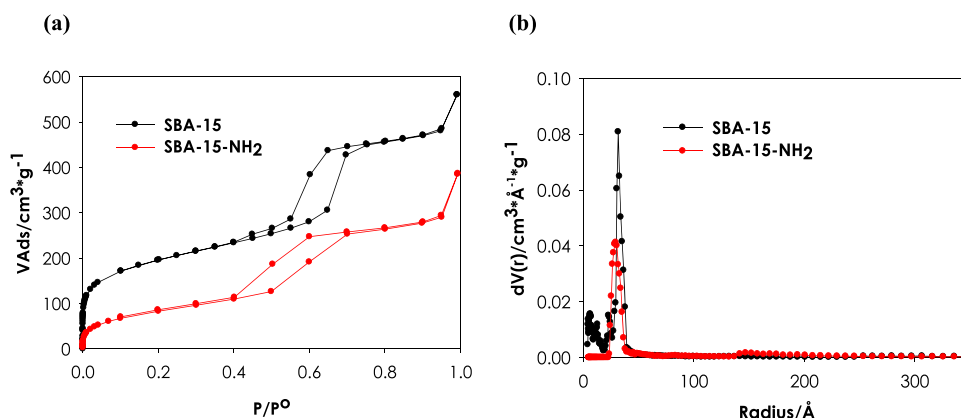 (a)
(b)
VAds/cm³*g⁻¹
600
500
400
300
200
100
0
SBA-15
SBA-15-NH₂
0.0 0.2 0.4 0.6 0.8 1.0
P/Pᴼ
dV(r)/cm³*Å⁻¹*g⁻¹
0.10
0.08
0.06
0.04
0.02
0.00
SBA-15
SBA-15-NH₂
0 100 200 300
Radius/Å